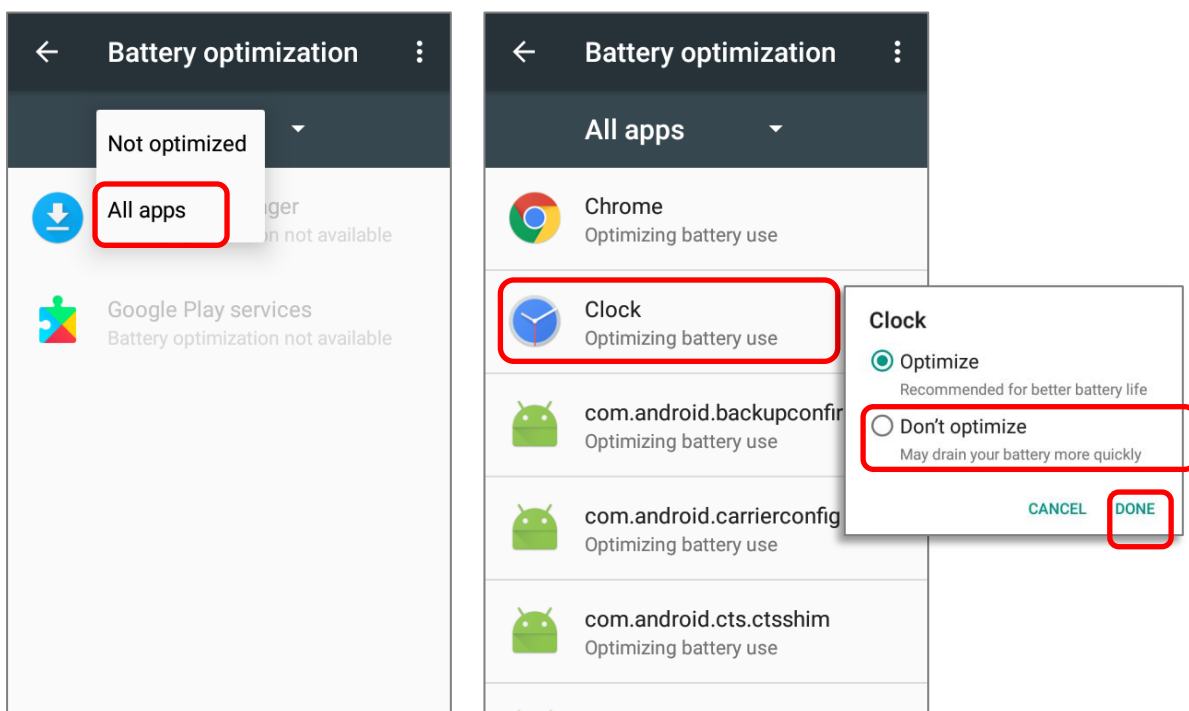 Battery optimization
Not optimized
All apps
ger
n not available
Google Play services
Battery optimization not available
Battery optimization
All apps
Chrome
Optimizing battery use
Clock
Optimizing battery use
com.android.backupconfir
Optimizing battery use
com.android.carrierconfig
Optimizing battery use
com.android.cts.ctsshim
Optimizing battery use
Clock
Optimize
Recommended for better battery life
Don’t optimize
May drain your battery more quickly
CANCEL DONE